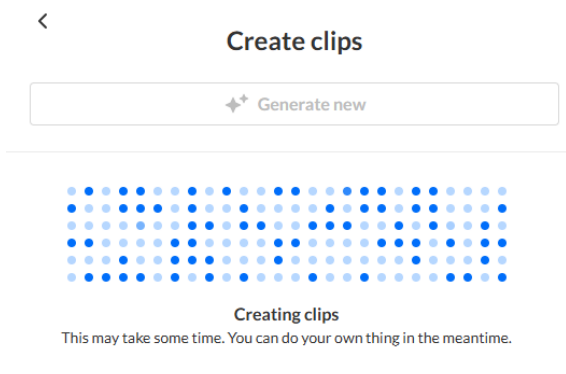 Create clips
Generate new
Creating clips
This may take some time. You can do your own thing in the meantime.